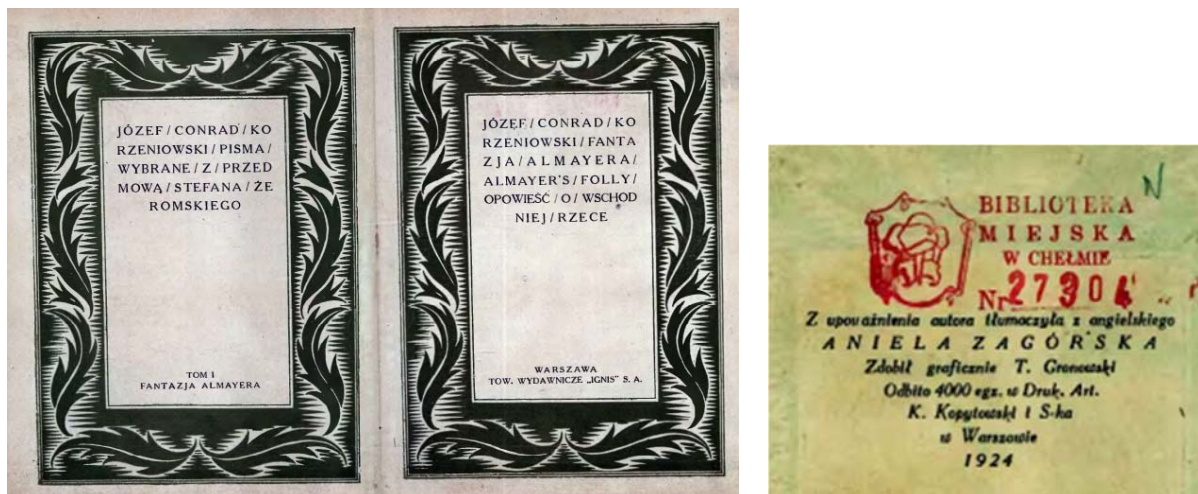 JÓZEF / CONRAD / KO
RZENIOWSKI / PISMA /
WYBRANE / Z / PRZED
MOWĄ / STEFANA / ŻE
ROMSKIEGO
TOM I
FANTAZJA ALMAYERA
JÓZEF / CONRAD / KO
RZENIOWSKI / FANTA
ZJA / ALMAYERA /
ALMAYER'S / FOLLY /
OPOWIEŚĆ / O / WSCHOD
NIEJ / RZECE
WARSZAWA
TOW. WYDAWNICZE „IGNIS” S. A.
N
BIBLIOTEKA
MIEJSKA
W CHEŁMIE
Nr 27304
Z upoważnienia autora tłumaczyła z angielskiego
ANIELA ZAGÓRSKA
Zdobił graficznie T. Gronowski
Odbito 4000 egz. w Druk. Art.
K. Kopytowski i S-ka
w Warszawie
1924